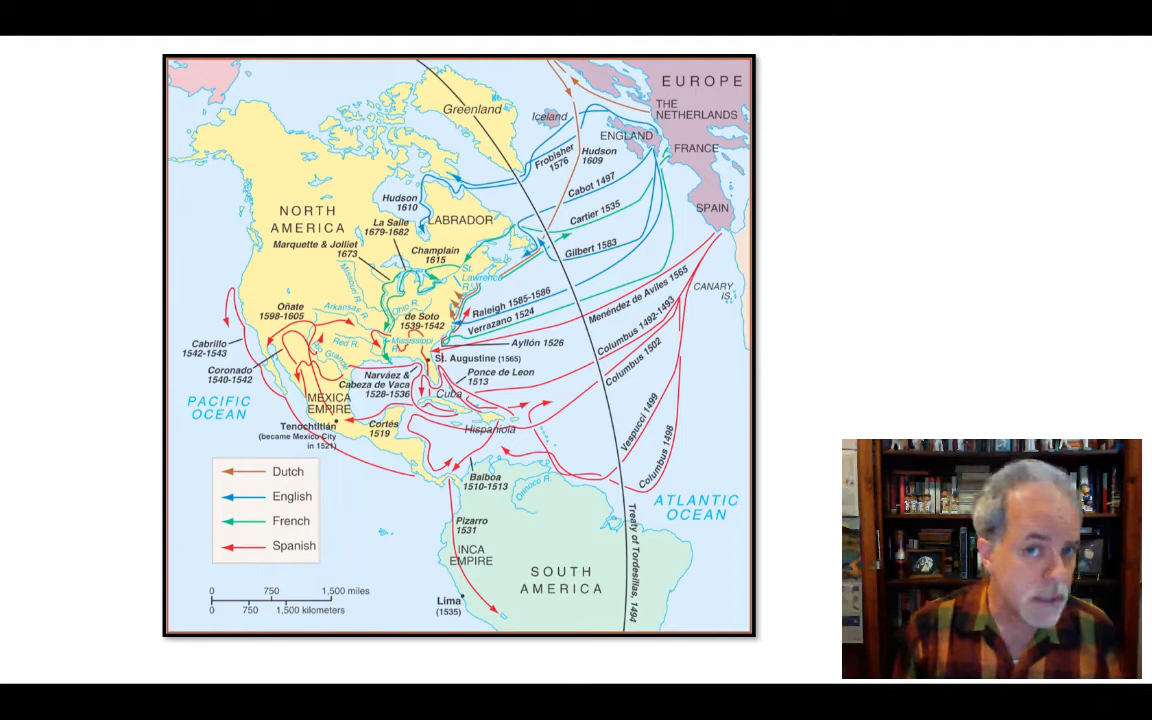 EUROPE
THE
NETHERLANDS
Greenland
Iceland
ENGLAND
FRANCE
Frobisher
1576
Hudson
1609
Cabot 1497
SPAIN
Hudson
1610
NORTH
AMERICA
La Salle
1679-1682
LABRADOR
Cartier 1535
Marquette & Jolliet
1673
Champlain
1615
Gilbert 1583
St.
Lawrence
R.
Missouri R.
CANARY
IS.
Menéndez de Aviles 1565
Raleigh 1585-1586
Verrazano 1524
Ohio R.
Arkansas R.
Oñate
1598-1605
de Soto
1539-1542
Columbus 1492-1493
Cabrillo
1542-1543
Red R.
Mississippi
R.
Ayllón 1526
Rio Grande
St. Augustine (1565)
Columbus 1502
Coronado
1540-1542
Narváez &
Cabeza de Vaca
1528-1536
Ponce de Leon
1513
Cuba
PACIFIC
OCEAN
MEXICA
EMPIRE
Vespucci 1499
Tenochtitlán
(became Mexico City
in 1521)
Cortés
1519
Hispaniola
Columbus 1498
Dutch
English
French
Spanish
Balboa
1510-1513
Orinoco R.
ATLANTIC
OCEAN
Treaty of Tordesillas, 1494
Pizarro
1531
INCA
EMPIRE
SOUTH
AMERICA
0 750 1,500 miles
0 750 1,500 kilometers
Lima
(1535)